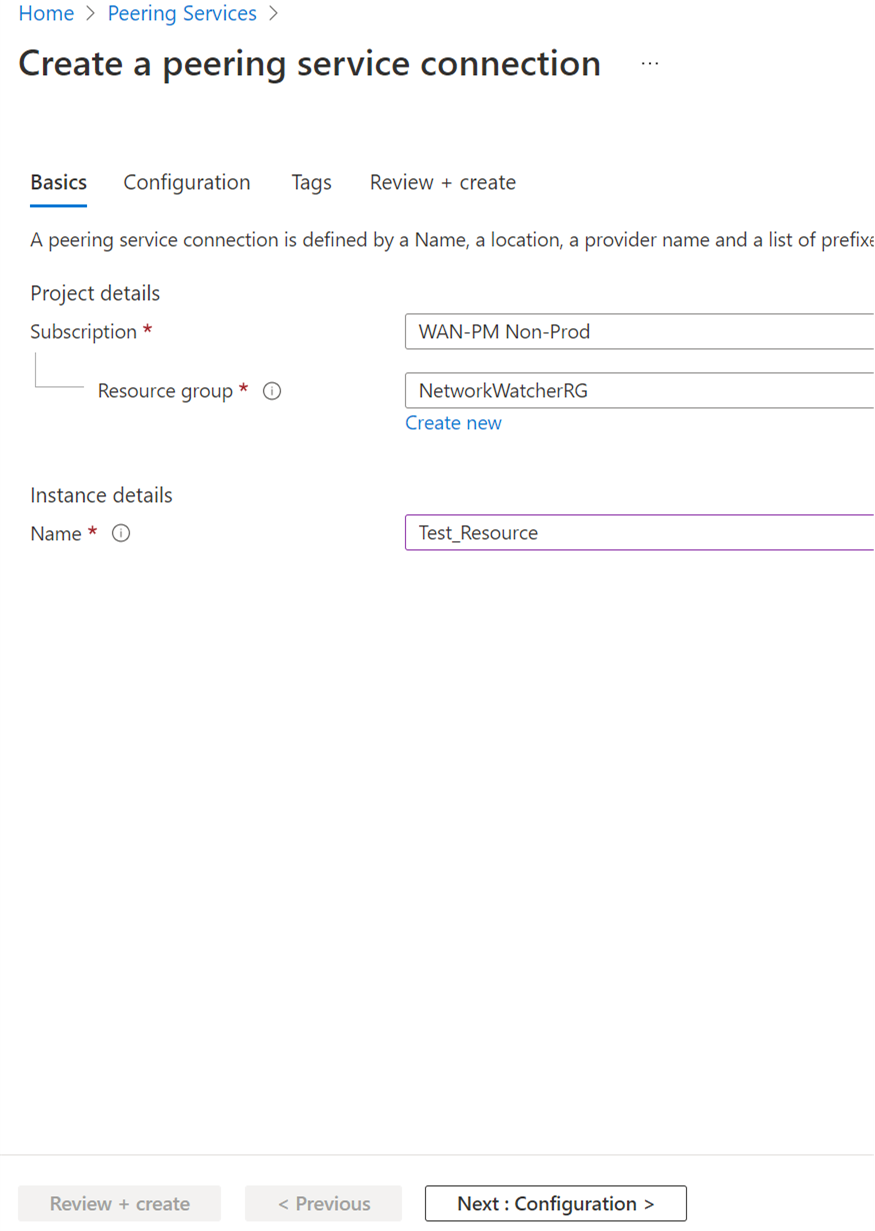 Home > Peering Services >
Create a peering service connection ...
Basics Configuration Tags Review + create
A peering service connection is defined by a Name, a location, a provider name and a list of
Project details
Subscription * WAN-PM Non-Prod
Resource group * NetworkWatcherRG
Create new
Instance details
Name * Test_Resource
Review + create < Previous Next : Configuration >